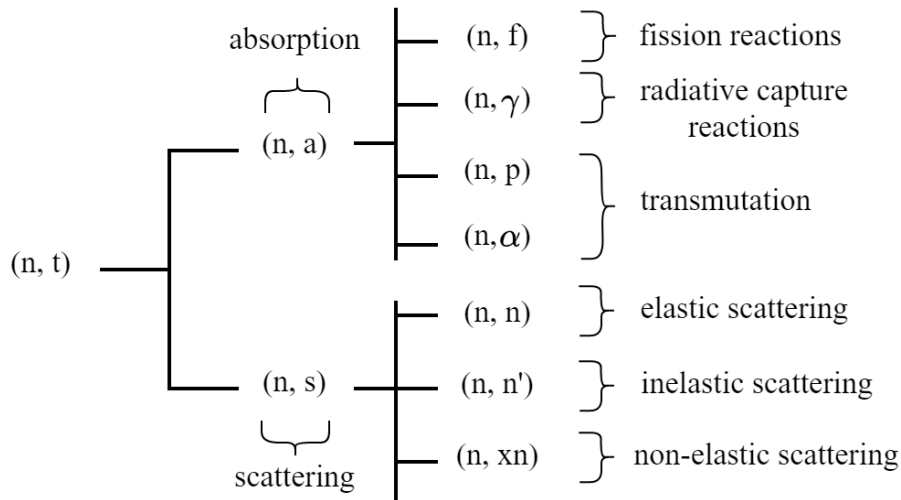 absorption
(n, f)
fission reactions
(n, γ)
radiative capture
reactions
(n, a)
(n, p)
transmutation
(n, α)
(n, t)
(n, n)
elastic scattering
(n, s)
(n, n')
inelastic scattering
scattering
(n, xn)
non-elastic scattering